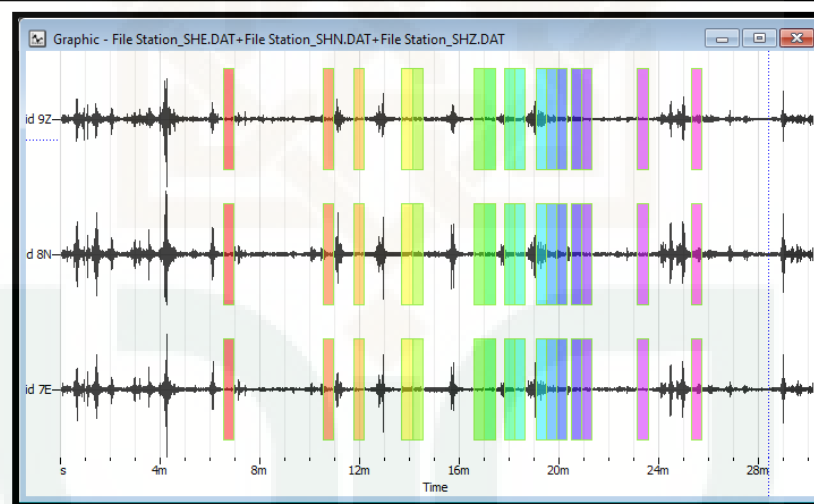 Graphic - File Station_SHE.DAT+File Station_SHN.DAT+File Station_SHZ.DAT
id 9Z
d 8N
id 7E
s 4m 8m 12m 16m 20m 24m 28m
Time